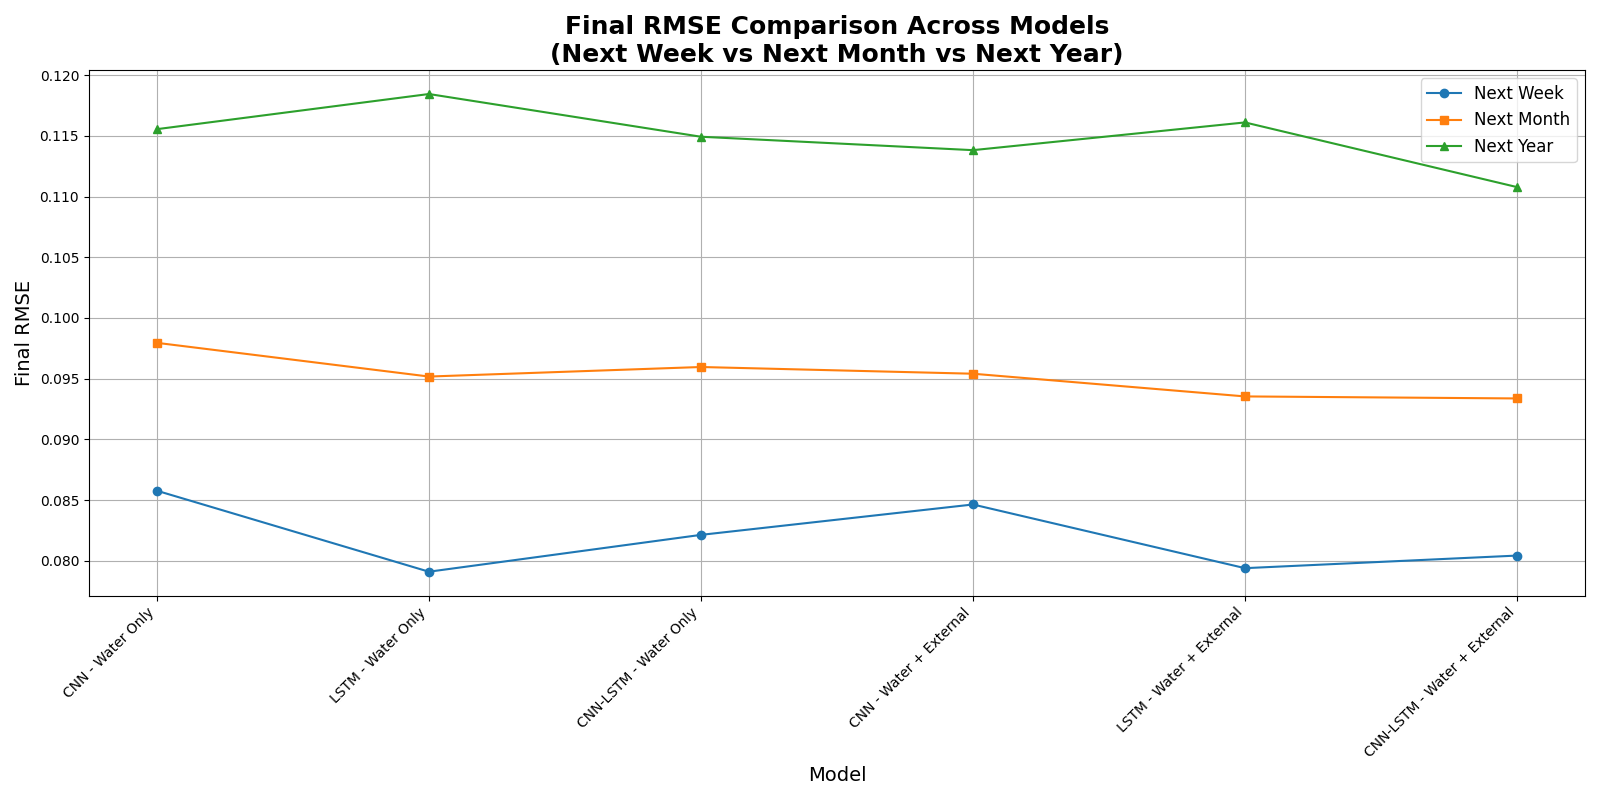 Final RMSE Comparison Across Models
(Next Week vs Next Month vs Next Year)
Next Week
Next Month
Next Year
Final RMSE
0.120
0.115
0.110
0.105
0.100
0.095
0.090
0.085
0.080
CNN - Water Only
LSTM - Water Only
CNN-LSTM - Water Only
CNN - Water + External
LSTM - Water + External
CNN-LSTM - Water + External
Model